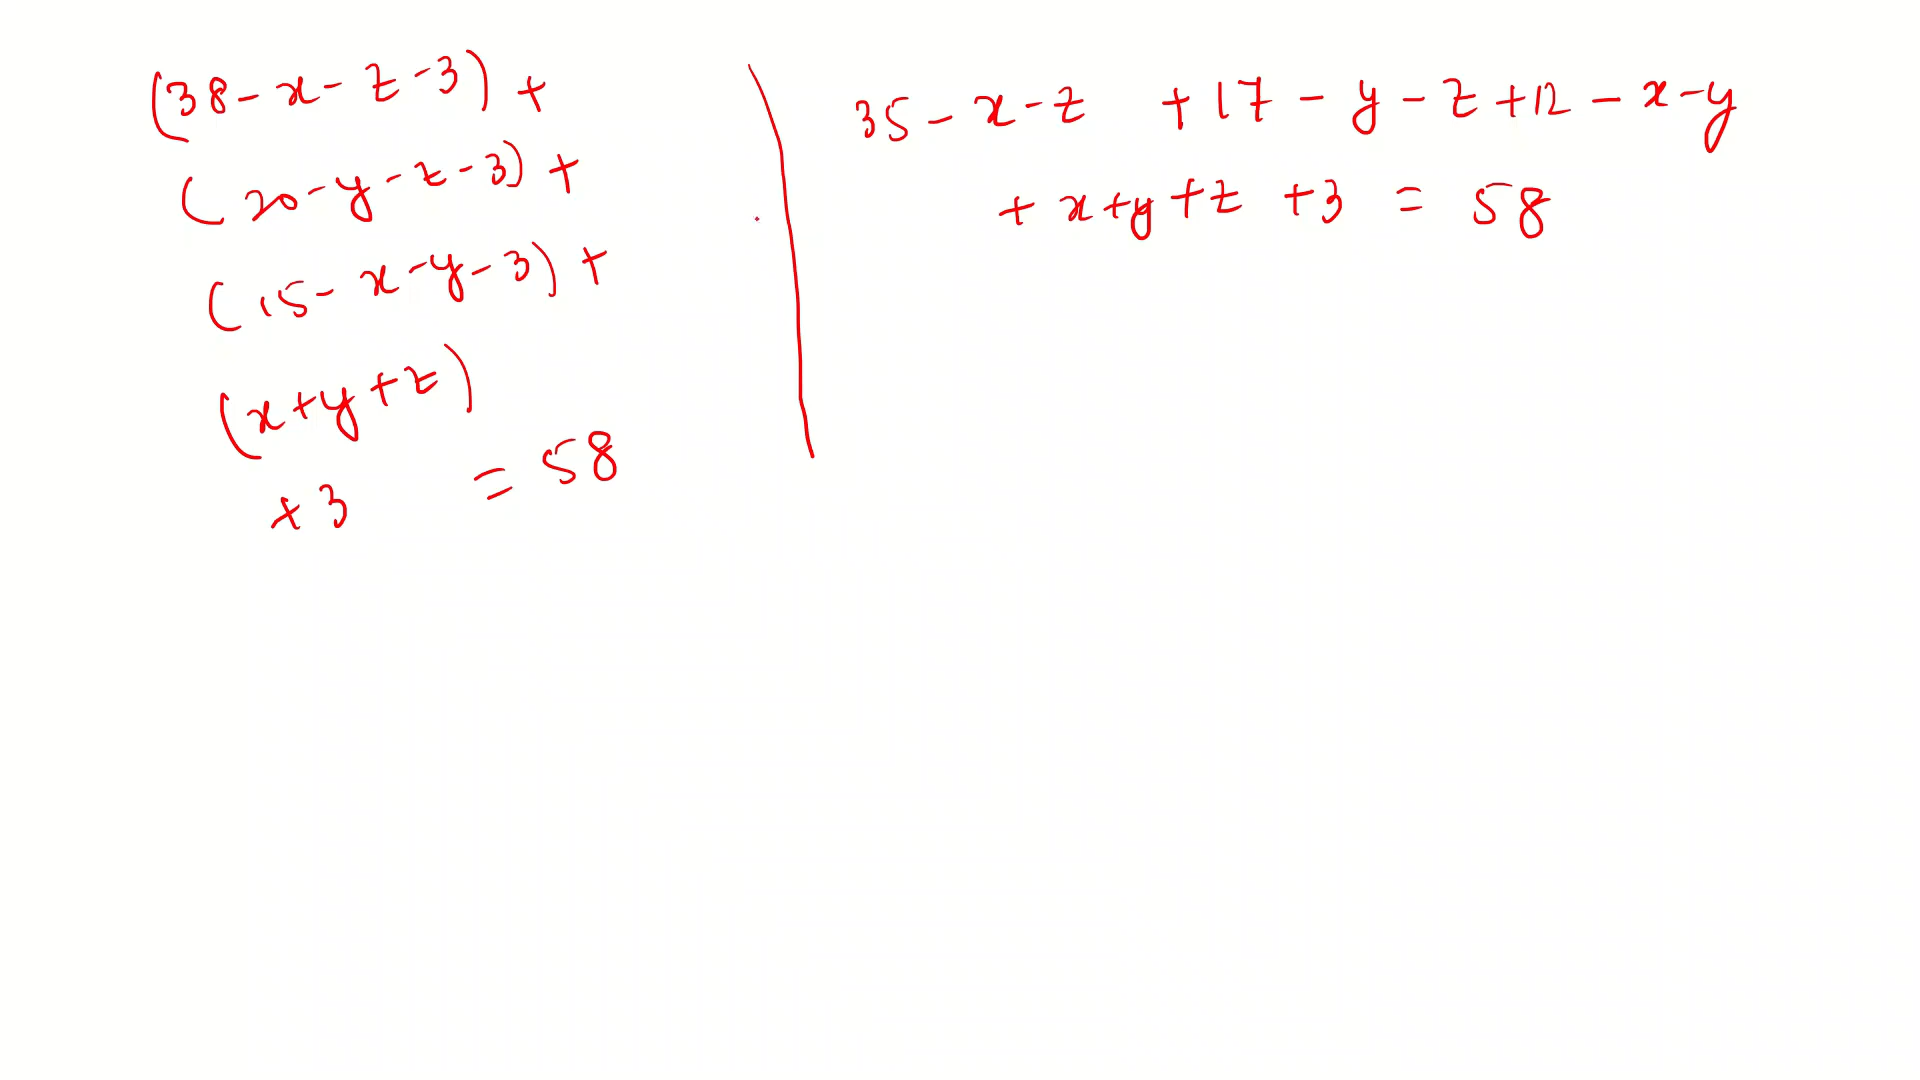 (38 - x - z - 3) +
(20 - y - z - 3) +
(15 - x - y - 3) +
(x + y + z)
+ 3 = 58
35 - x - z + 17 - y - z + 12 - x - y
+ x + y + z + 3 = 58